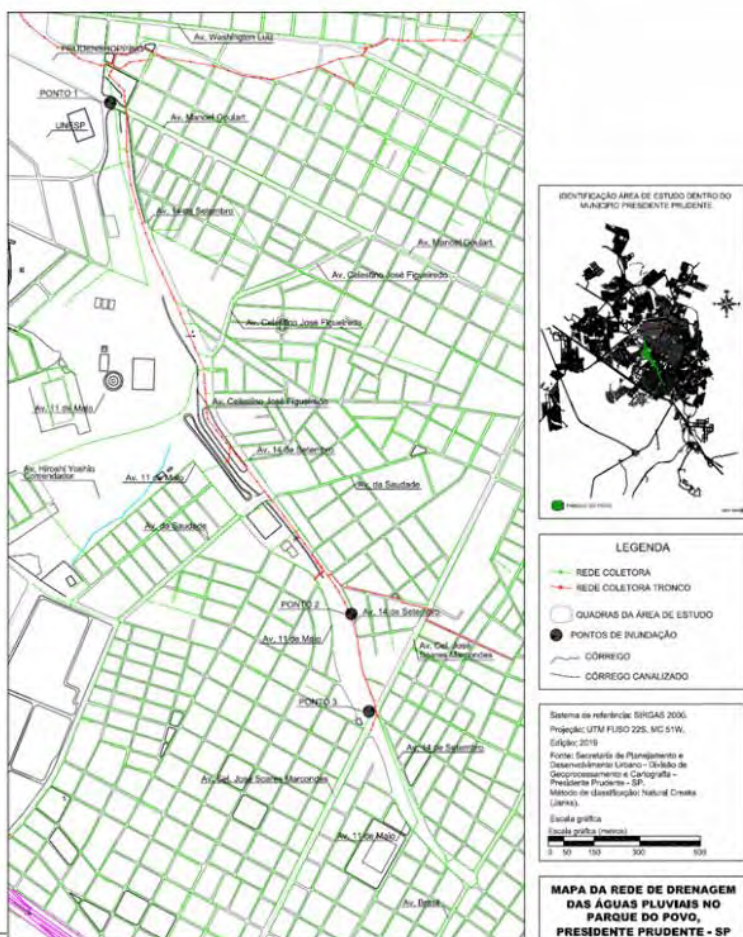 Av. Washington Luiz
PRUDENSHOPPING
PONTO 1
UNESP
Av. Manoel Goulart
Av. 14 de Setembro
Av. Manoel Goulart
Av. Celestino José Figueiredo
Av. Celestino José Figueiredo
Av. 11 de Maio
Av. Celestino José Figueiredo
Av. 14 de Setembro
Av. Hiroshi Yoshio
Comendador
Av. 11 de Maio
Av. da Saudade
Av. da Saudade
PONTO 2
Av. 14 de Setembro
Av. 11 de Maio
Av. Cel. José
Soares Marcondes
PONTO 3
Av. 14 de Setembro
Av. Cel. José Soares Marcondes
Av. 11 de Maio
Av. Brasil
IDENTIFICAÇÃO ÁREA DE ESTUDO DENTRO DO
MUNICÍPIO PRESIDENTE PRUDENTE
PARQUE DO POVO
LEGENDA
REDE COLETORA
REDE COLETORA TRONCO
QUADRAS DA ÁREA DE ESTUDO
PONTOS DE INUNDAÇÃO
CÓRREGO
CÓRREGO CANALIZADO
Sistema de referência: SIRGAS 2000.
Projeção: UTM FUSO 22S, MC 51W.
Edição: 2019
Fonte: Secretaria de Planejamento e
Desenvolvimento Urbano - Divisão de
Geoprocessamento e Cartografia -
Presidente Prudente - SP.
Método de classificação: Natural
Escala gráfica
Escala gráfica (metros)
0 50 150 300
MAPA DA REDE DE DRENAGEM
DAS ÁGUAS PLUVIAIS NO
PARQUE DO POVO,
PRESIDENTE PRUDENTE - SP